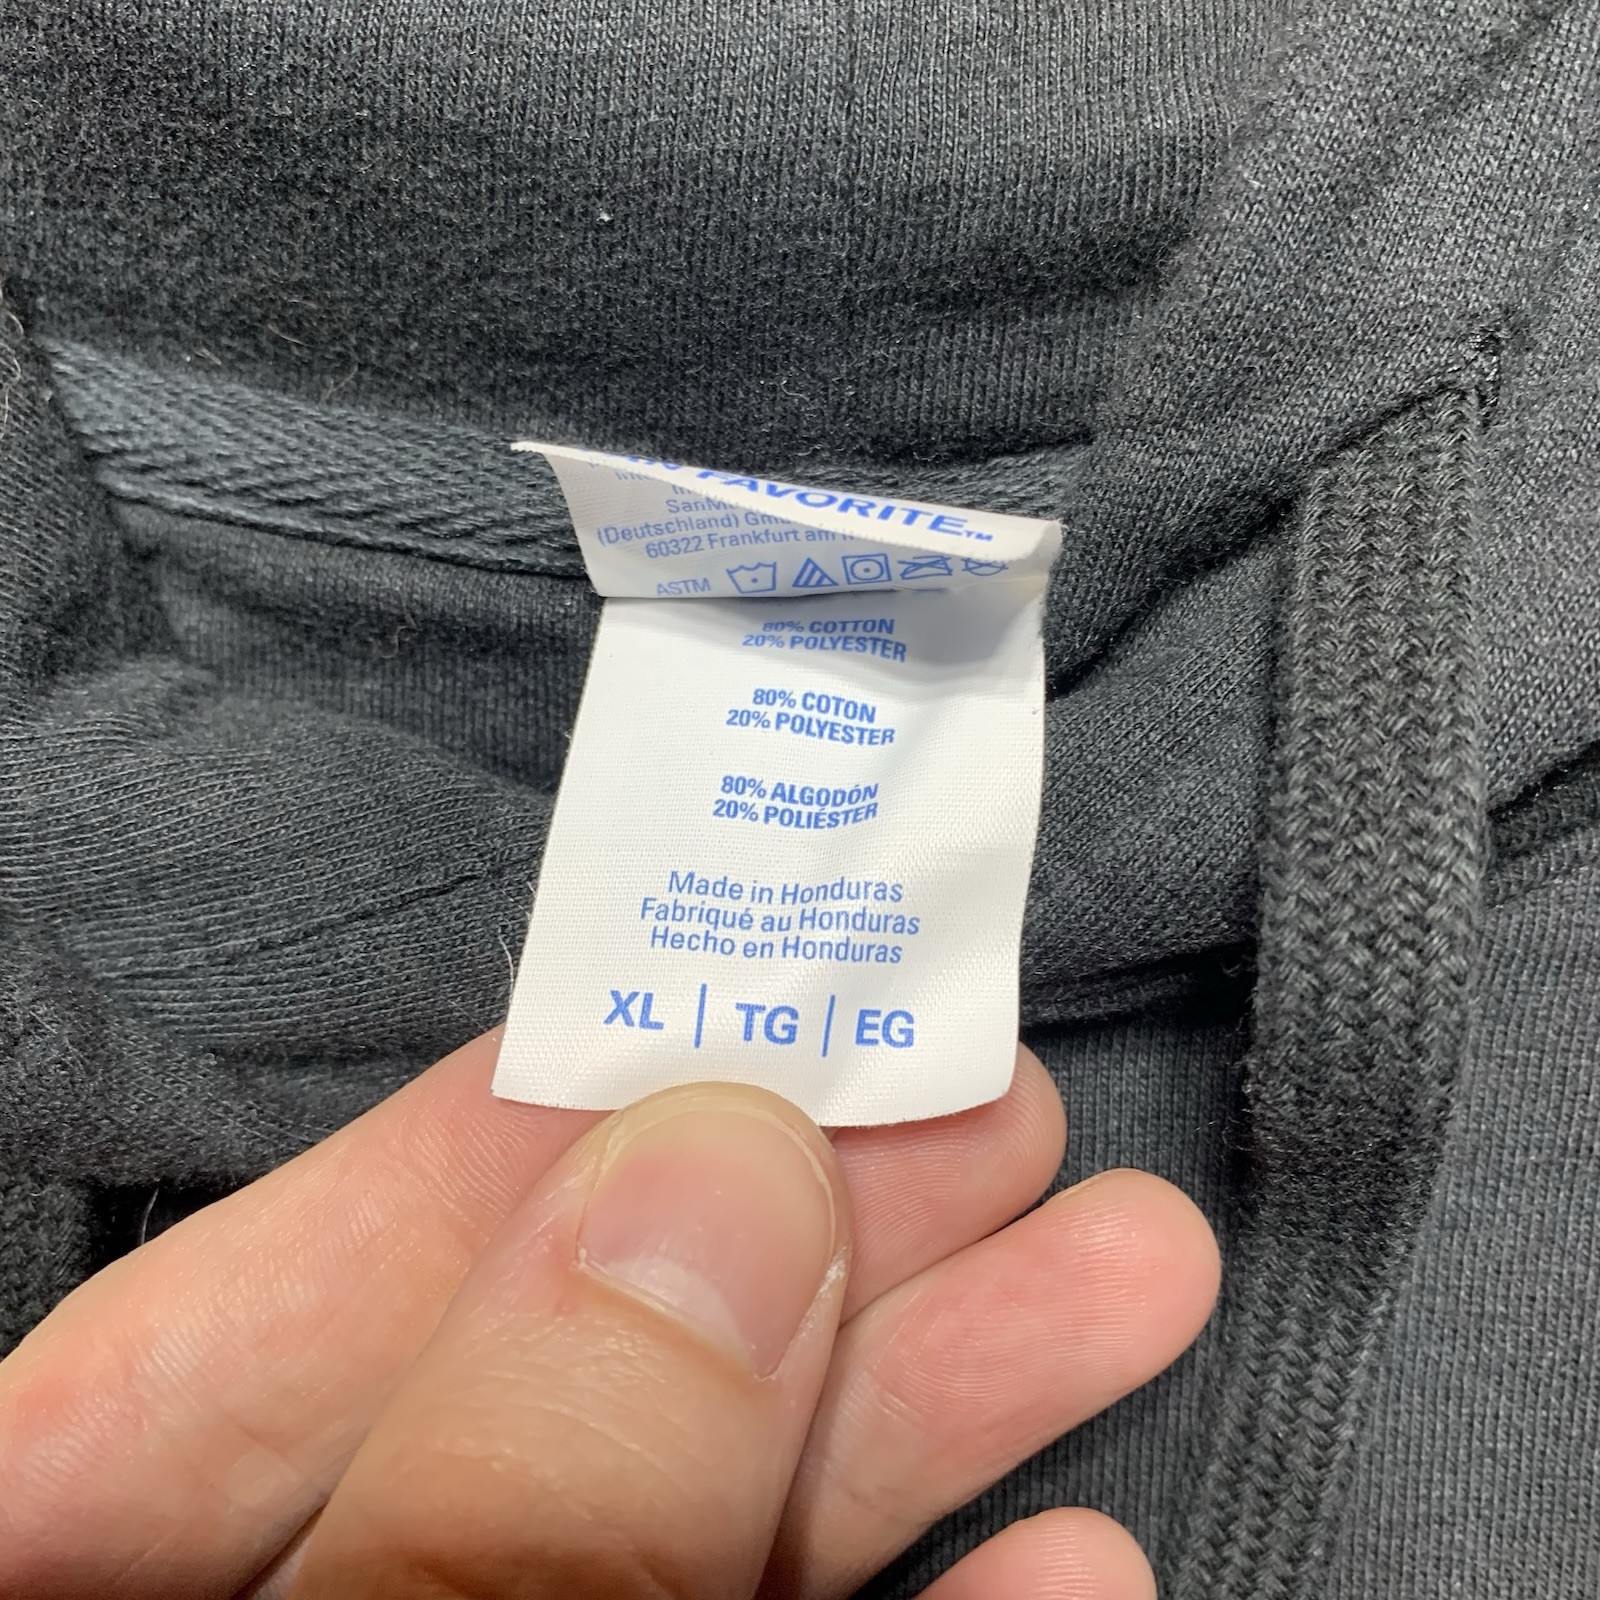 FAVORITE™
(Deutschland)
60322 Frankfurt am
ASTM
80% COTTON
20% POLYESTER
80% COTON
20% POLYESTER
80% ALGODÓN
20% POLIÉSTER
Made in Honduras
Fabriqué au Honduras
Hecho en Honduras
XL | TG | EG